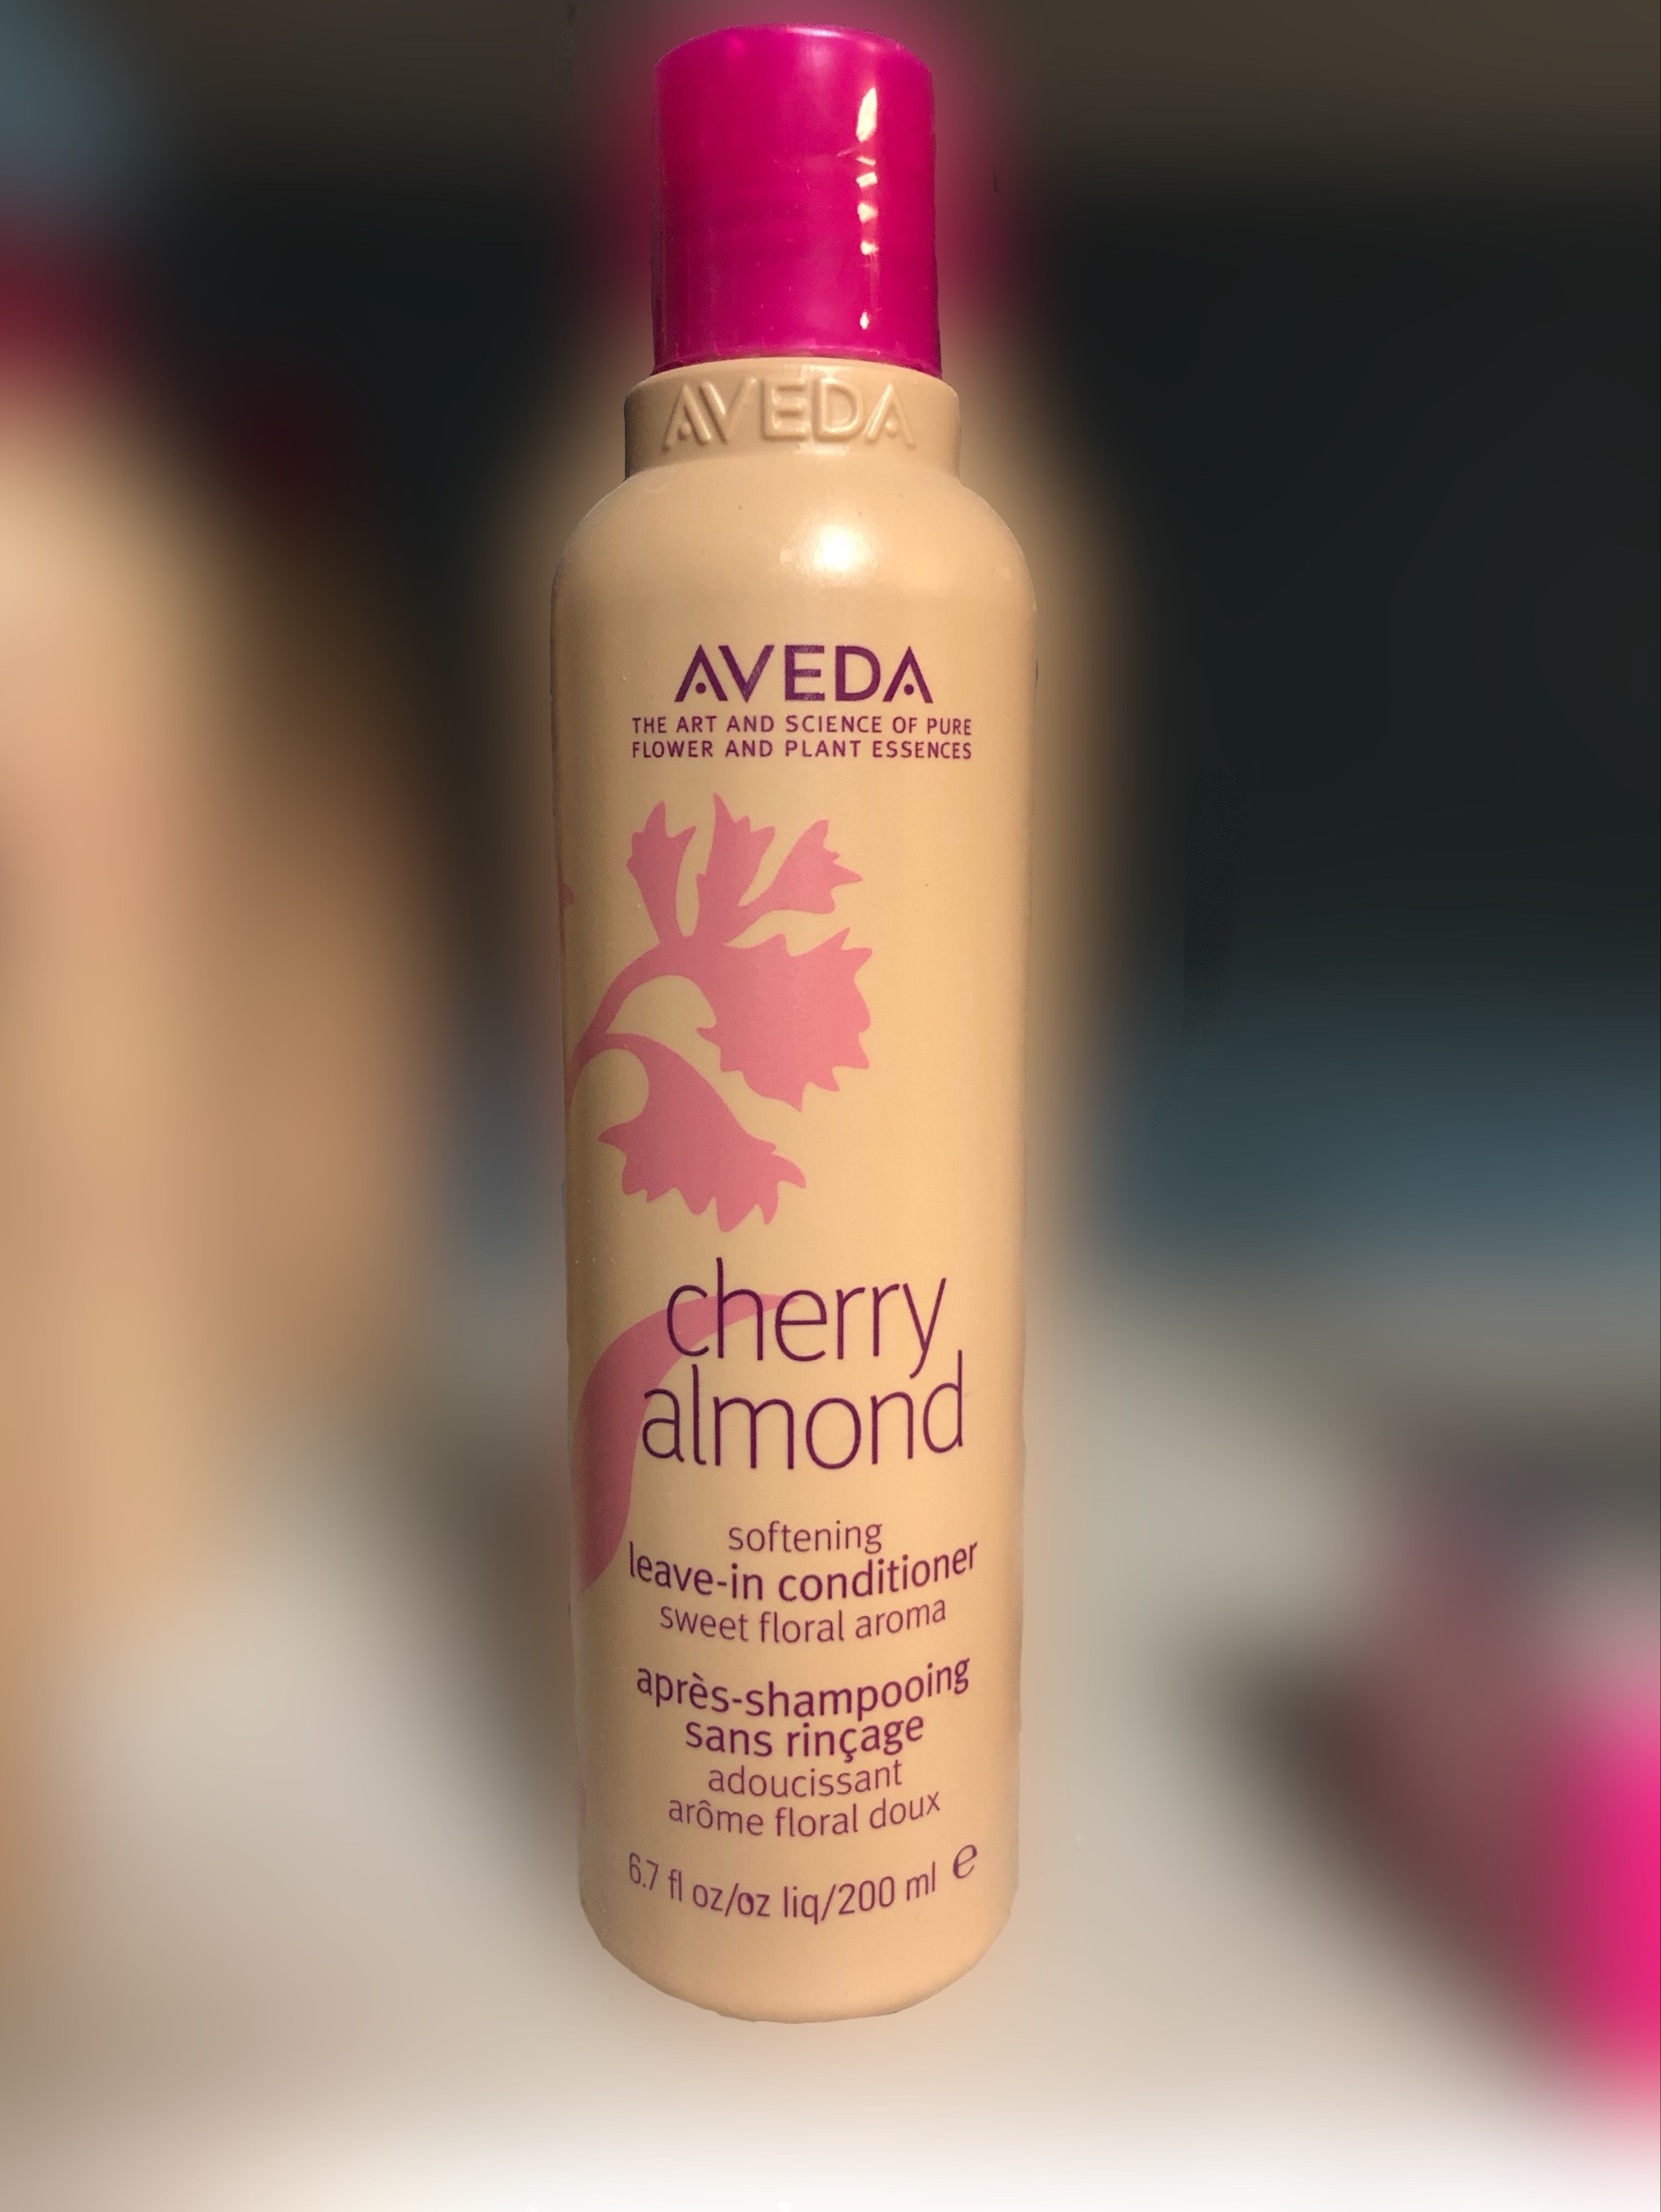 AVEDA
AVEDA
THE ART AND SCIENCE OF PURE
FLOWER AND PLANT ESSENCES
cherry
almond
softening
leave-in conditioner
sweet floral aroma
après-shampooing
sans rinçage
adoucissant
arôme floral doux
6.7 fl oz/oz liq/200 ml e